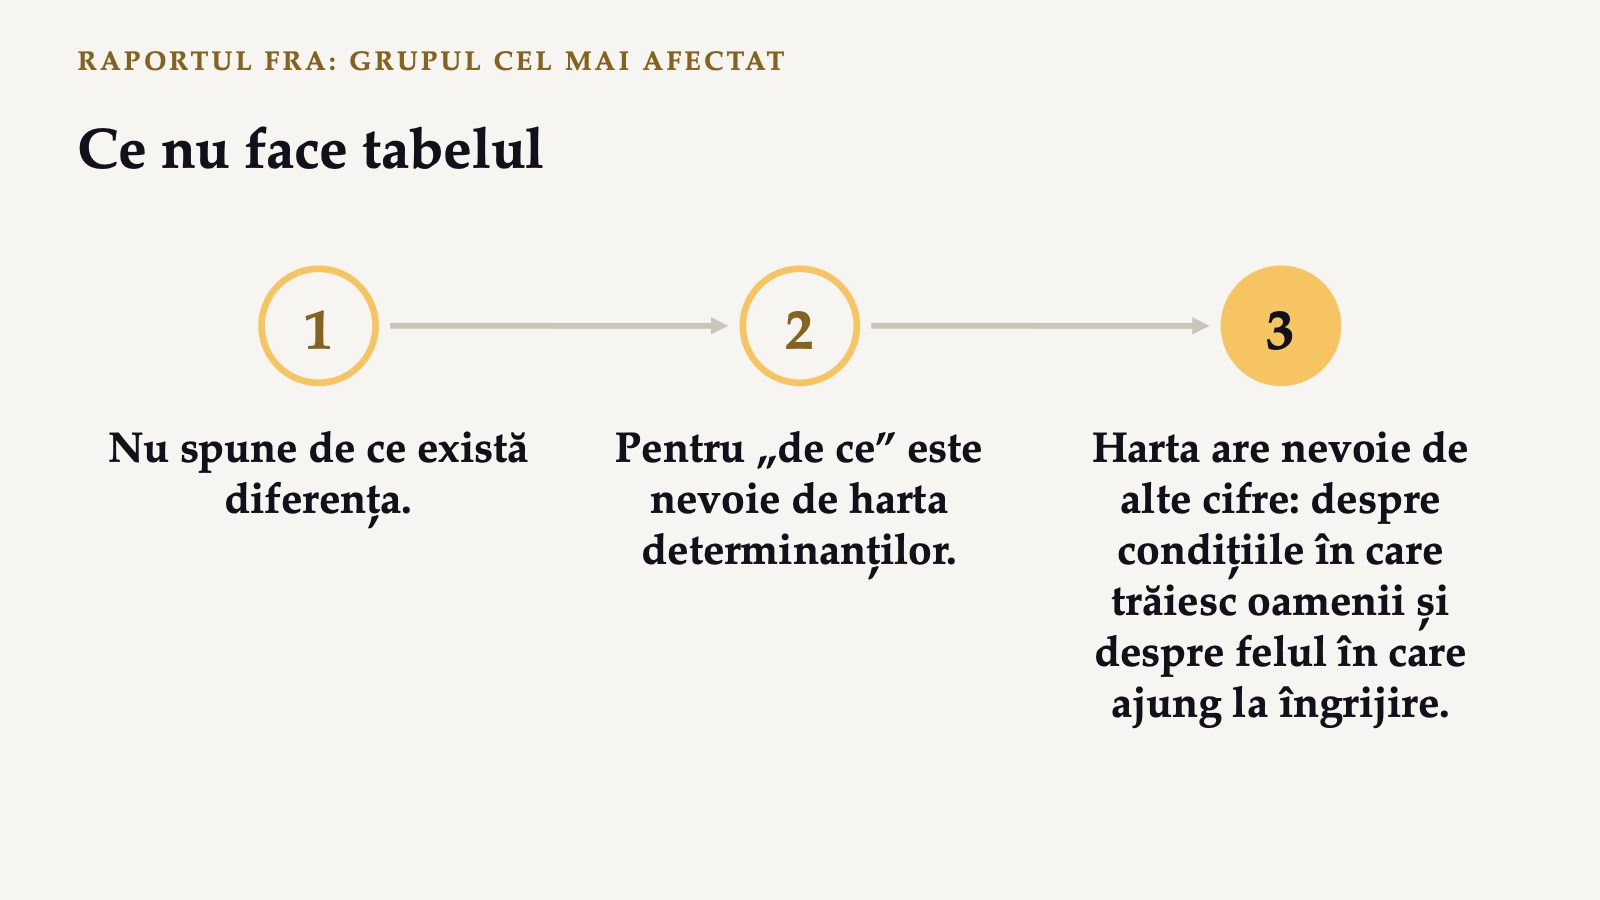 RAPORTUL FRA: GRUPUL CEL MAI AFECTAT
Ce nu face tabelul
1
2
3
Nu spune de ce există
diferența.
Pentru „de ce” este
nevoie de harta
determinanților.
Harta are nevoie de
alte cifre: despre
condițiile în care
trăiesc oamenii și
despre felul în care
ajung la îngrijire.